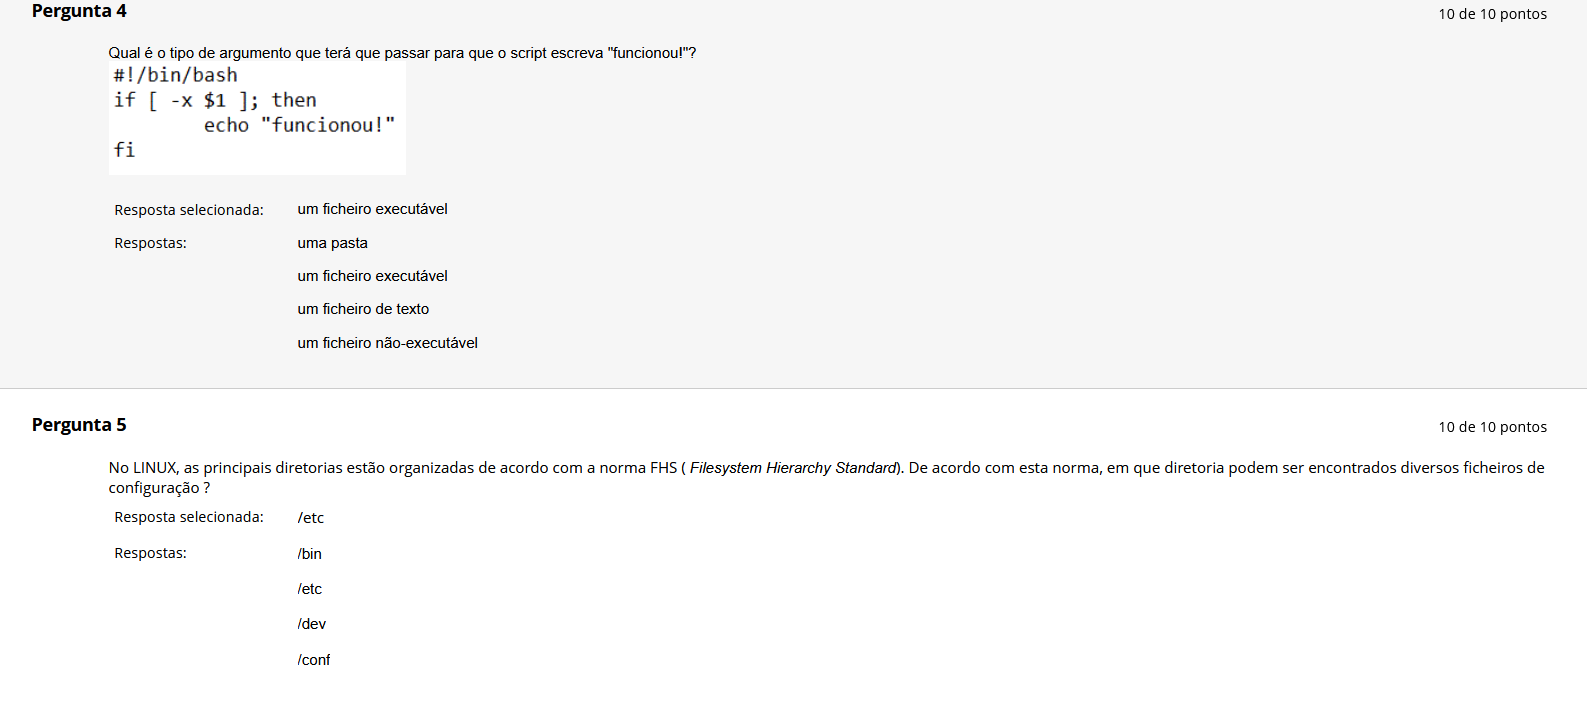 Pergunta 4
10 de 10 pontos
Qual é o tipo de argumento que terá que passar para que o script escreva "funcionou!"?
#!/bin/bash
if [ -x $1 ]; then
        echo "funcionou!"
fi
Resposta selecionada: um ficheiro executável
Respostas: uma pasta
um ficheiro executável
um ficheiro de texto
um ficheiro não-executável
Pergunta 5
10 de 10 pontos
No LINUX, as principais diretorias estão organizadas de acordo com a norma FHS ( Filesystem Hierarchy Standard). De acordo com esta norma, em que diretoria podem ser encontrados diversos ficheiros de
configuração ?
Resposta selecionada: /etc
Respostas: /bin
/etc
/dev
/conf